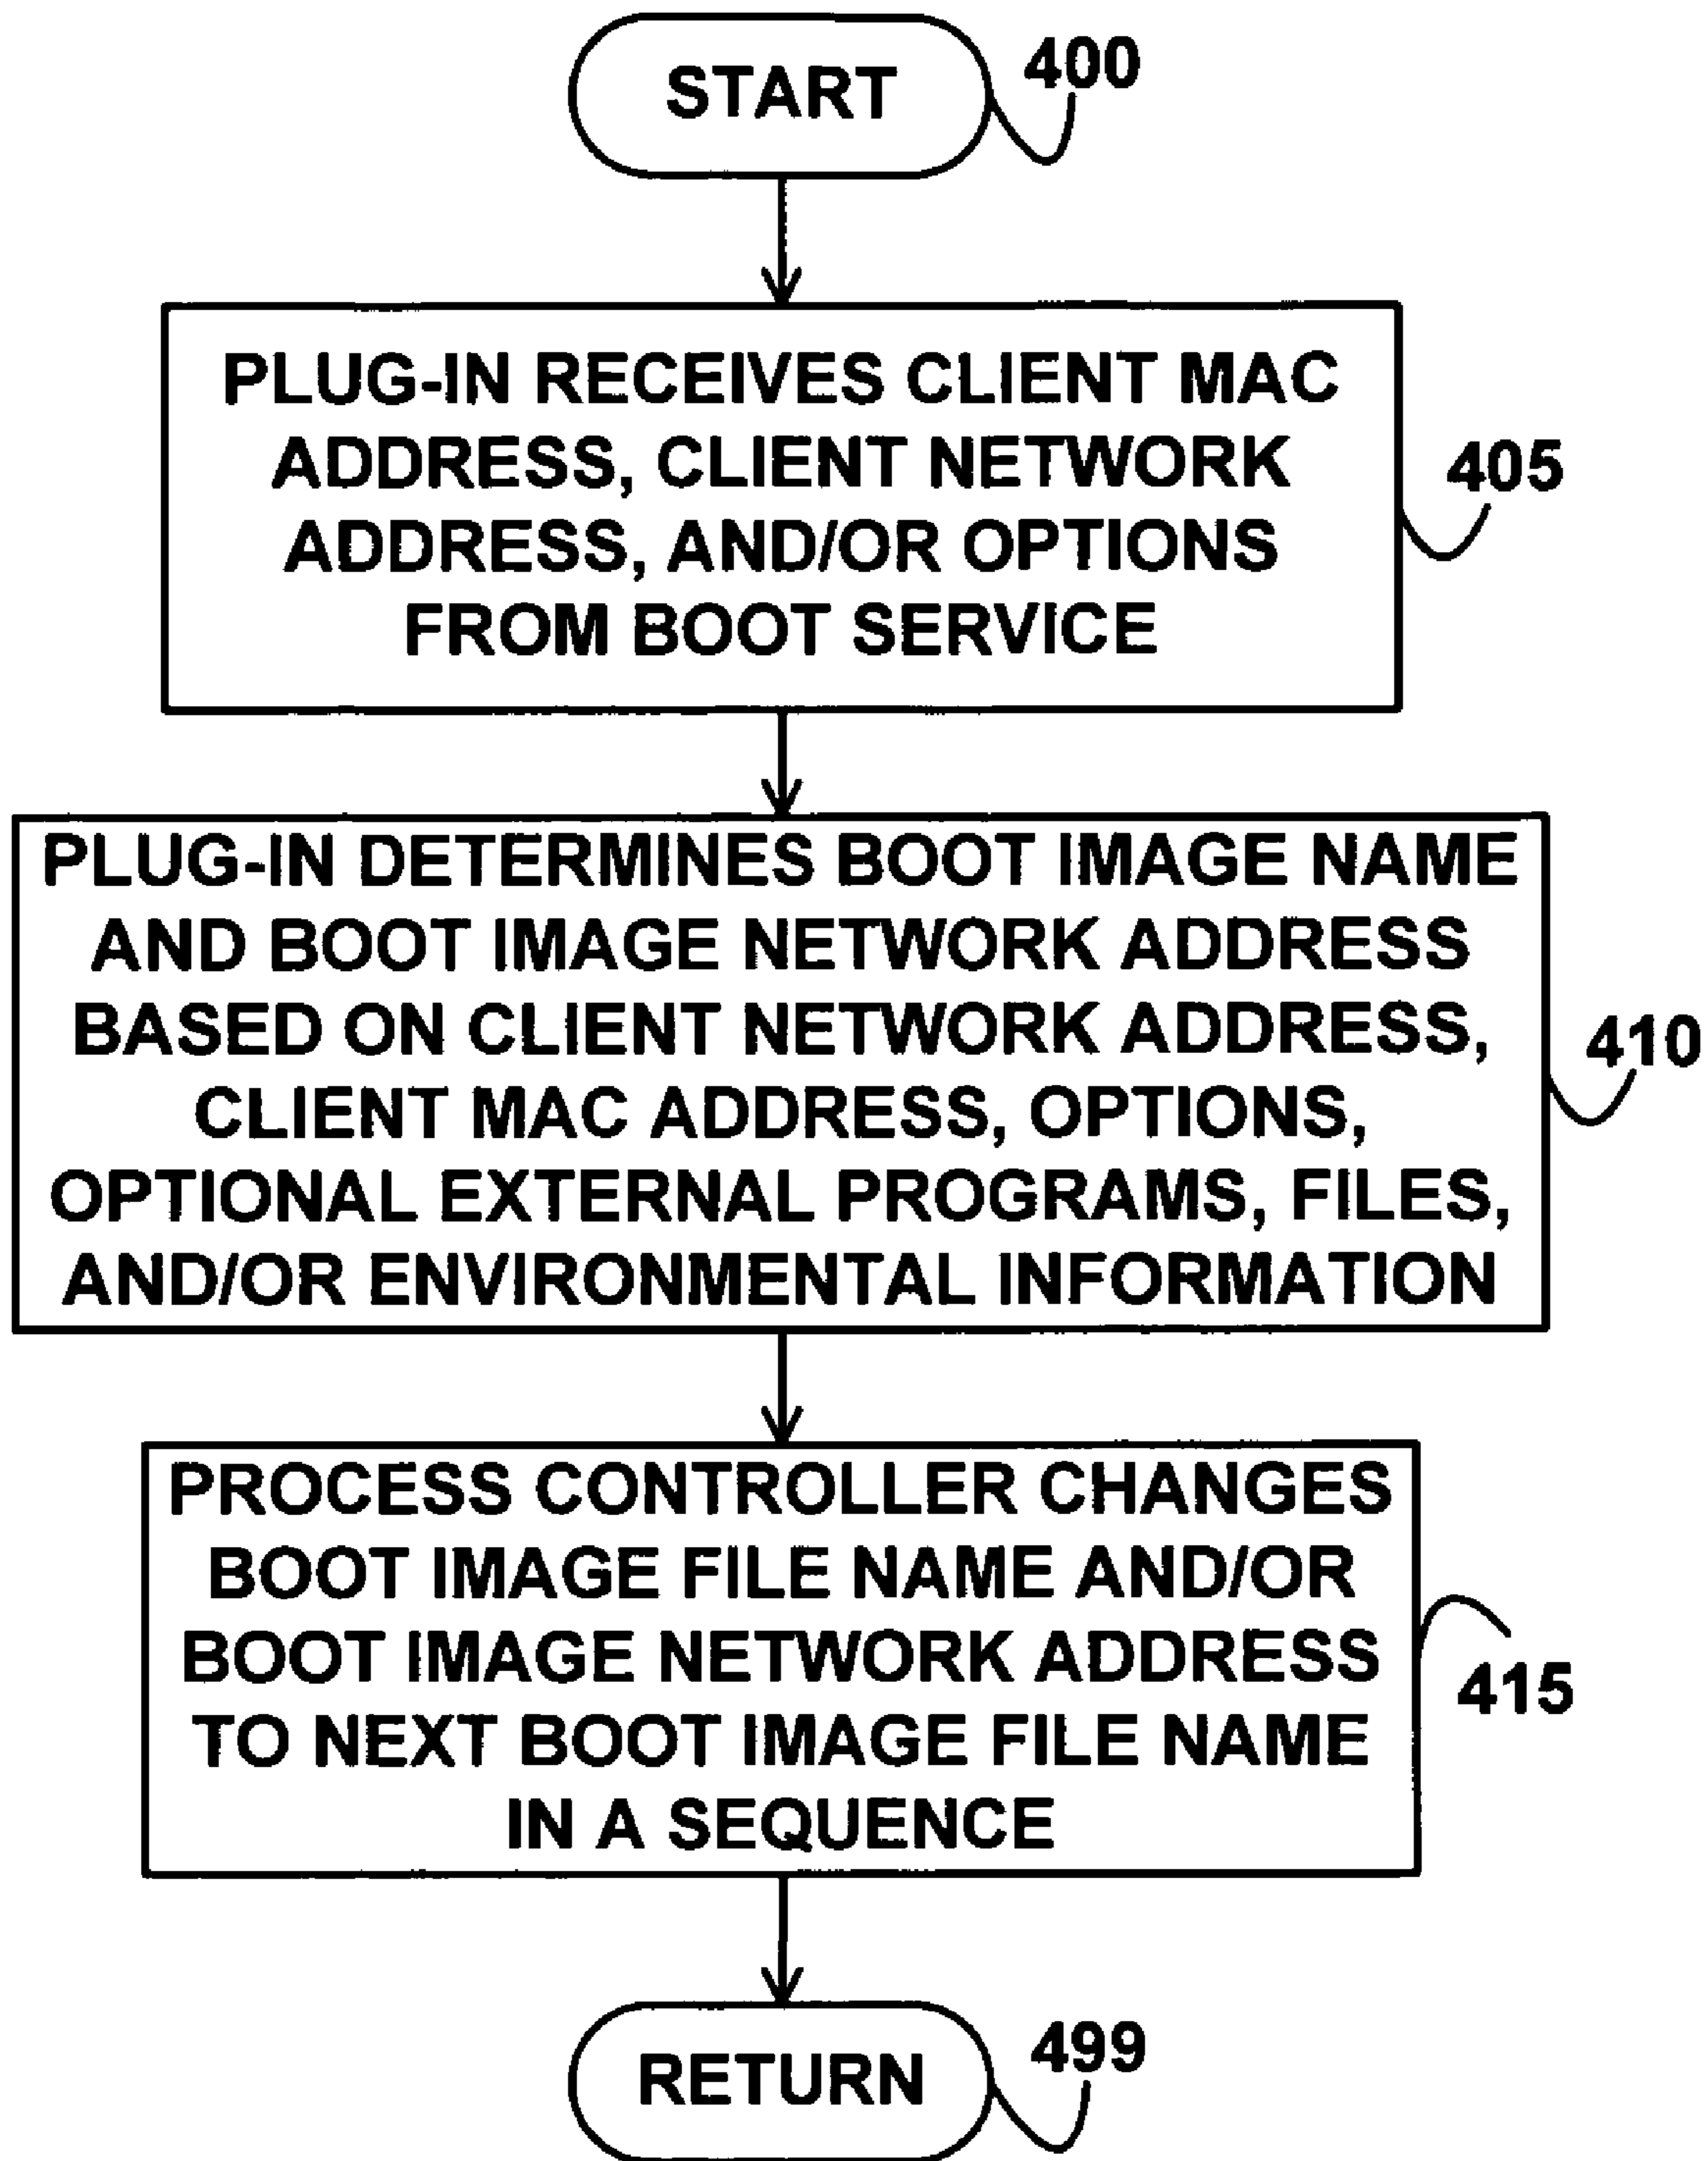 START
400
PLUG-IN RECEIVES CLIENT MAC
ADDRESS, CLIENT NETWORK
ADDRESS, AND/OR OPTIONS
FROM BOOT SERVICE
405
PLUG-IN DETERMINES BOOT IMAGE NAME
AND BOOT IMAGE NETWORK ADDRESS
BASED ON CLIENT NETWORK ADDRESS,
CLIENT MAC ADDRESS, OPTIONS,
OPTIONAL EXTERNAL PROGRAMS, FILES,
AND/OR ENVIRONMENTAL INFORMATION
410
PROCESS CONTROLLER CHANGES
BOOT IMAGE FILE NAME AND/OR
BOOT IMAGE NETWORK ADDRESS
TO NEXT BOOT IMAGE FILE NAME
IN A SEQUENCE
415
RETURN
499